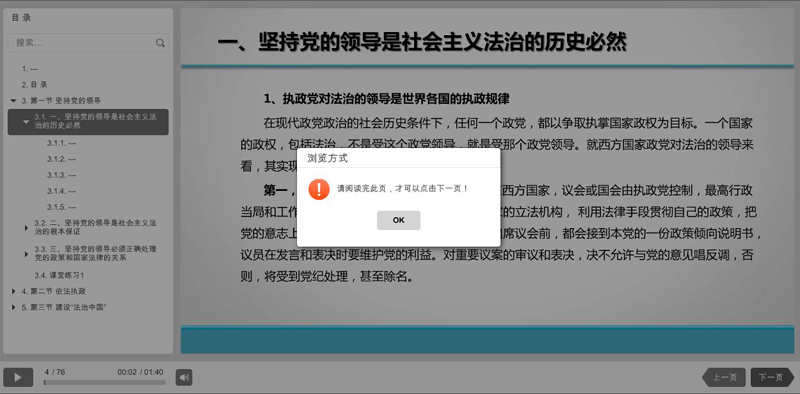 目 录
搜索...
1. —
2. 目 录
3. 第一节 坚持党的领导
3.1. 一、坚持党的领导是社会主义法
治的历史必然
3.1.1. —
3.1.2. —
3.1.3. —
3.1.4. —
3.1.5. —
3.2. 二、坚持党的领导是社会主义法
治的根本保证
3.3. 三、坚持党的领导必须正确处理
党的政策和国家法律的关系
3.4. 课堂练习1
4. 第二节 依法执政
5. 第三节 建设“法治中国”
一、坚持党的领导是社会主义法治的历史必然
1、执政党对法治的领导是世界各国的执政规律
在现代政党政治的社会历史条件下，任何一个政党，都以争取执掌国家政权为目标。一个国家
的政权，包括法治，不是受这个政党领导，就是受那个政党领导。就西方国家政党对法治的领导来
看，其实现
第一，
西方国家，议会或国会由执政党控制，最高行政
当局和工作
的立法机构， 利用法律手段贯彻自己的政策，把
党的意志上
出席议会前，都会接到本党的一份政策倾向说明书，
议员在发言和表决时要维护党的利益。对重要议案的审议和表决，决不允许与党的意见唱反调，否
则，将受到党纪处理，甚至除名。
浏览方式
请阅读完此页，才可以点击下一页！
OK
4 / 76
00:02 / 01:40
上一页
下一页